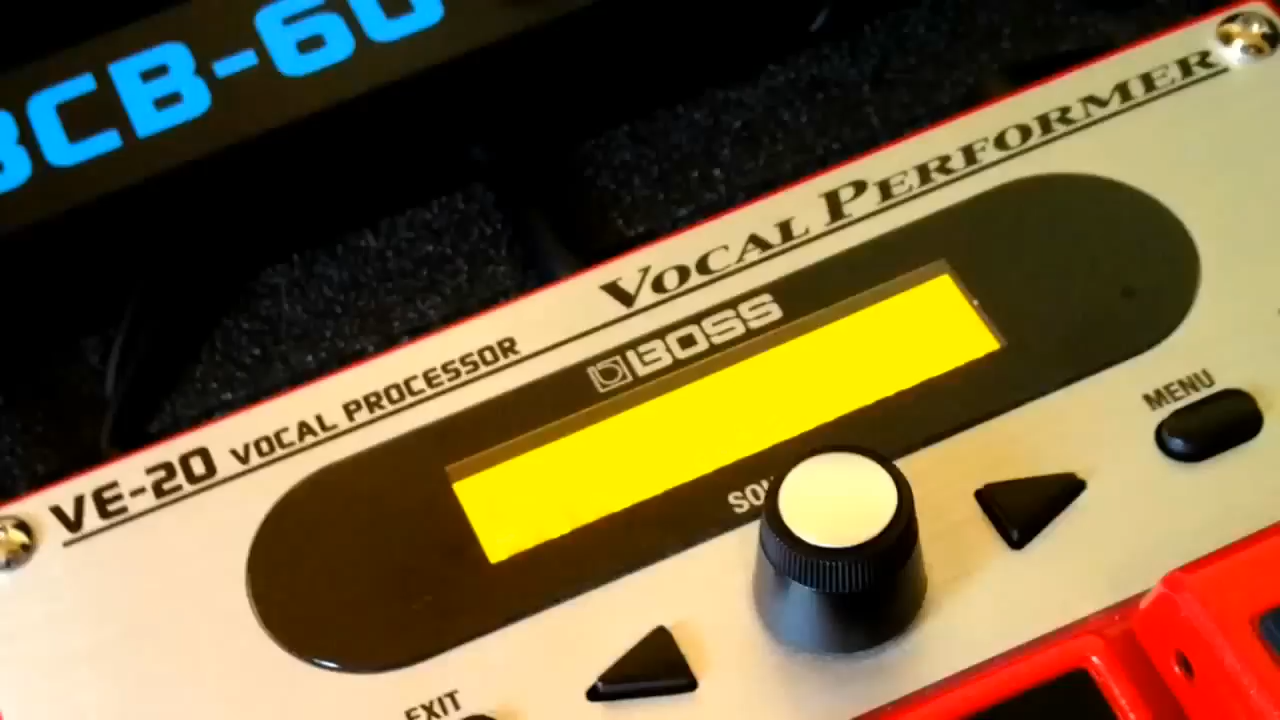 BCB-60
VE-20 VOCAL PROCESSOR VOCAL PERFORMER
BOSS
MENU
EXIT